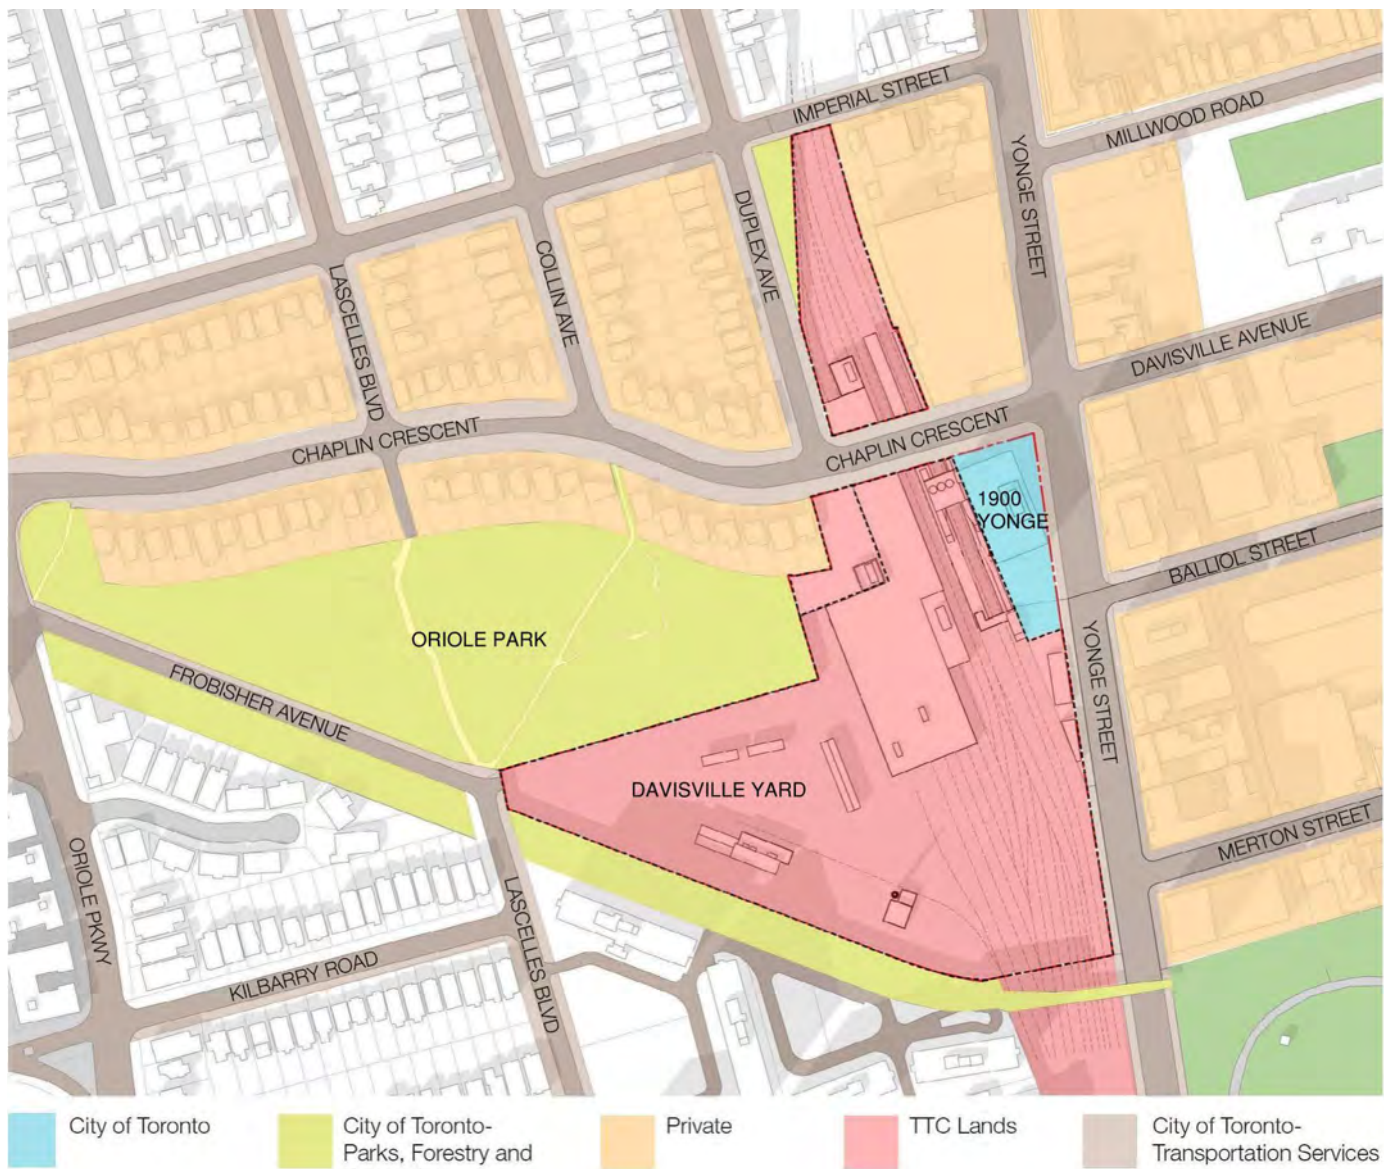 IMPERIAL STREET
MILLWOOD ROAD
YONGE STREET
DUPLEX AVE
COLLIN AVE
LASCELLES BLVD
DAVISVILLE AVENUE
CHAPLIN CRESCENT
CHAPLIN CRESCENT
1900
YONGE
BALLIOL STREET
ORIOLE PARK
FROBISHER AVENUE
YONGE STREET
DAVISVILLE YARD
MERTON STREET
ORIOLE PKWY
LASCELLES BLVD
KILBARRY ROAD
City of Toronto
City of Toronto-
Parks, Forestry and
Private
TTC Lands
City of Toronto-
Transportation Services